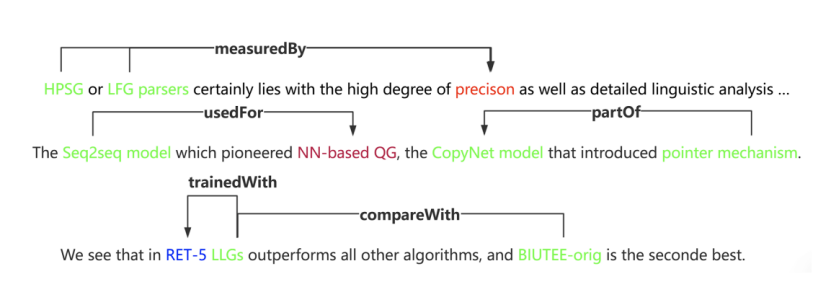 measuredBy
HPSG or LFG parsers certainly lies with the high degree of precison as well as detailed linguistic analysis ...
usedFor partOf
The Seq2seq model which pioneered NN-based QG, the CopyNet model that introduced pointer mechanism.
trainedWith
compareWith
We see that in RET-5 LLGs outperforms all other algorithms, and BIUTEE-orig is the seconde best.